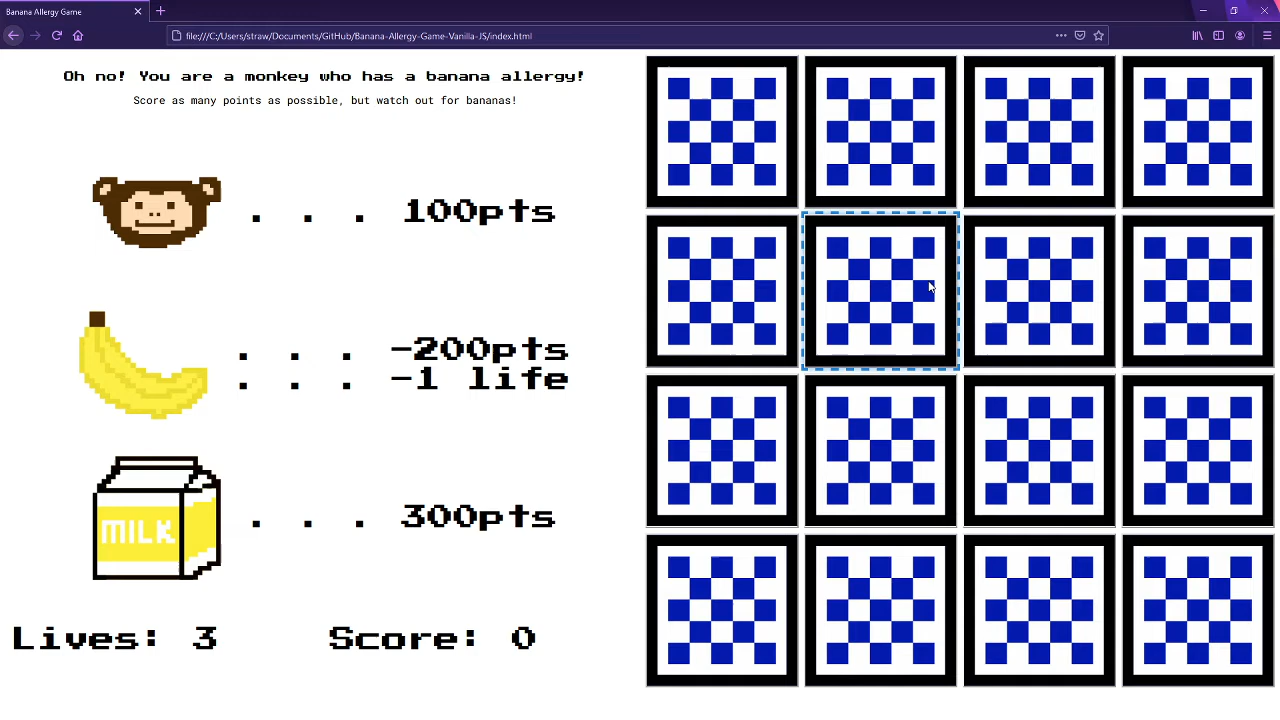 Banana Allergy Game
file:///C:/Users/straw/Documents/GitHub/Banana-Allergy-Game-Vanilla-JS/index.html
Oh no! You are a monkey who has a banana allergy!
Score as many points as possible, but watch out for bananas!
. . . 100pts
. . . -200pts
. . . -1 life
MILK . . . 300pts
Lives: 3 Score: 0